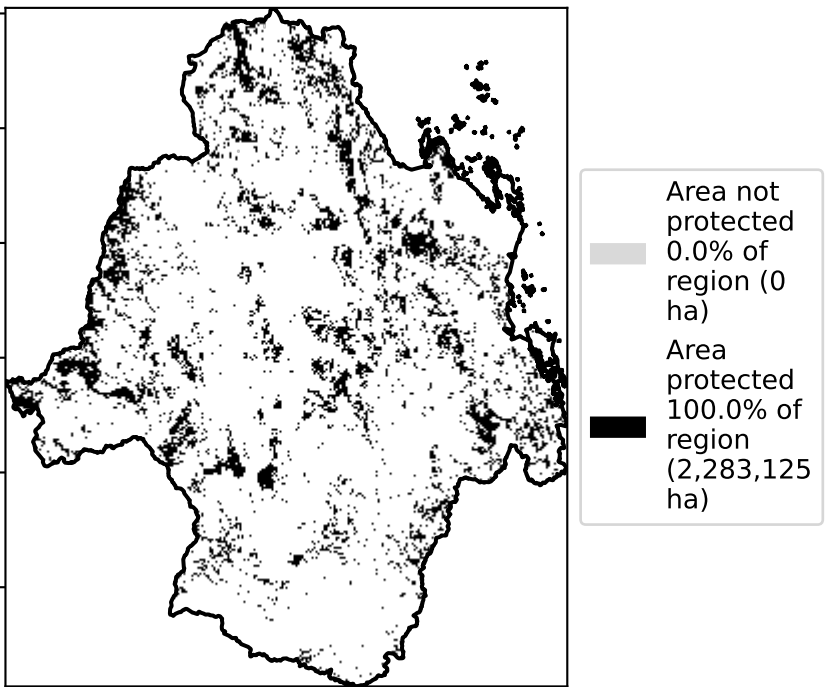 Area not
protected
0.0% of
region (0
ha)
Area
protected
100.0% of
region
(2,283,125
ha)